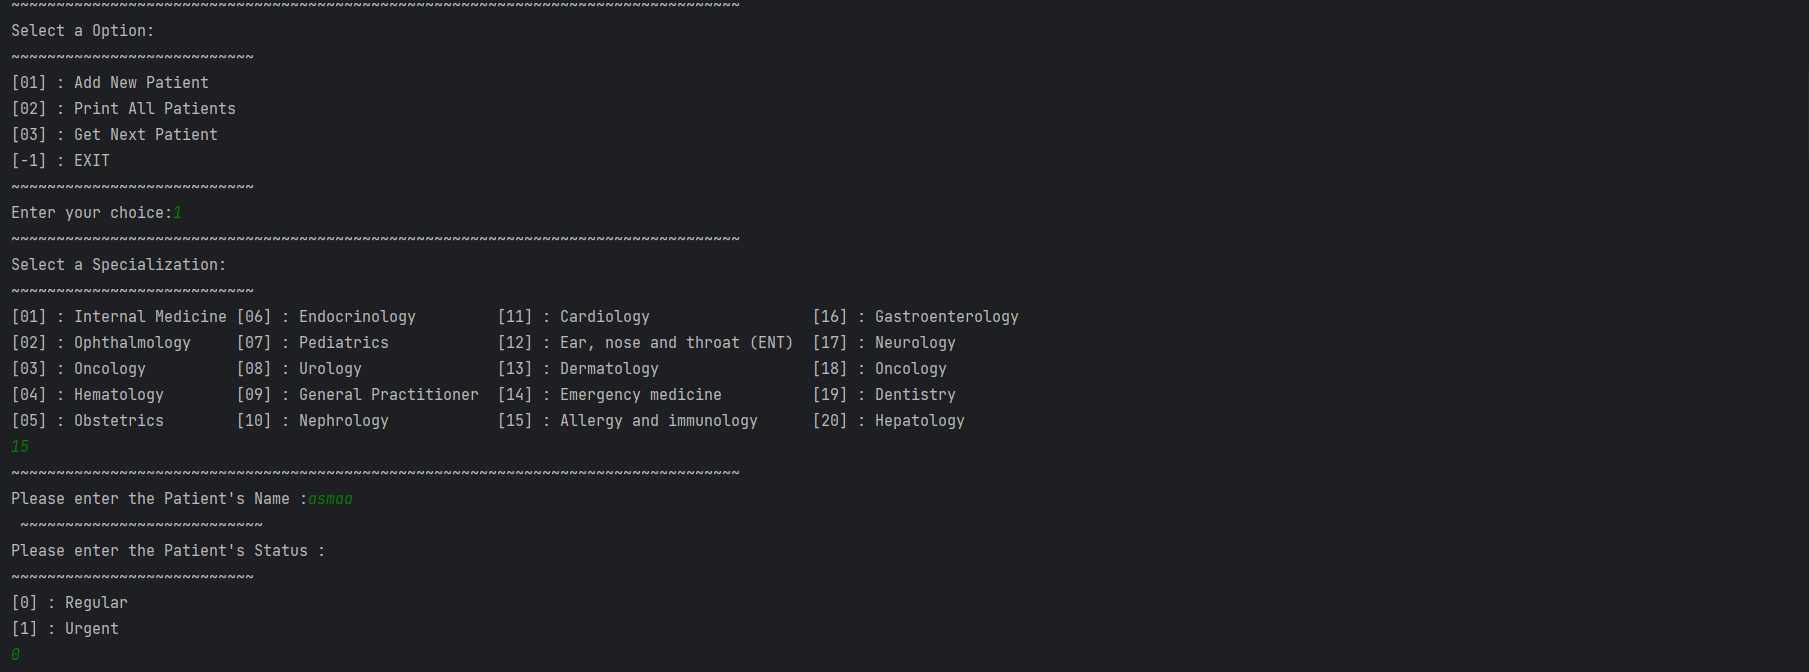 ~~~~~~~~~~~~~~~~~~~~~~~~~~~~~~~~~~~~~~~~~~~~~~~~~~~~~~~~~~~~~~~~~~~~~~~~~~~~~~~~~
Select a Option:
~~~~~~~~~~~~~~~~~~~~~~~~~~~
[01] : Add New Patient
[02] : Print All Patients
[03] : Get Next Patient
[-1] : EXIT
~~~~~~~~~~~~~~~~~~~~~~~~~~~
Enter your choice:1
~~~~~~~~~~~~~~~~~~~~~~~~~~~~~~~~~~~~~~~~~~~~~~~~~~~~~~~~~~~~~~~~~~~~~~~~~~~~~~~~~
Select a Specialization:
~~~~~~~~~~~~~~~~~~~~~~~~~~~
[01] : Internal Medicine [06] : Endocrinology         [11] : Cardiology                  [16] : Gastroenterology
[02] : Ophthalmology     [07] : Pediatrics            [12] : Ear, nose and throat (ENT)  [17] : Neurology
[03] : Oncology          [08] : Urology               [13] : Dermatology                 [18] : Oncology
[04] : Hematology        [09] : General Practitioner  [14] : Emergency medicine          [19] : Dentistry
[05] : Obstetrics        [10] : Nephrology            [15] : Allergy and immunology      [20] : Hepatology
15
~~~~~~~~~~~~~~~~~~~~~~~~~~~~~~~~~~~~~~~~~~~~~~~~~~~~~~~~~~~~~~~~~~~~~~~~~~~~~~~~~
Please enter the Patient's Name :asmaa
 ~~~~~~~~~~~~~~~~~~~~~~~~~~~
Please enter the Patient's Status :
~~~~~~~~~~~~~~~~~~~~~~~~~~~
[0] : Regular
[1] : Urgent
0